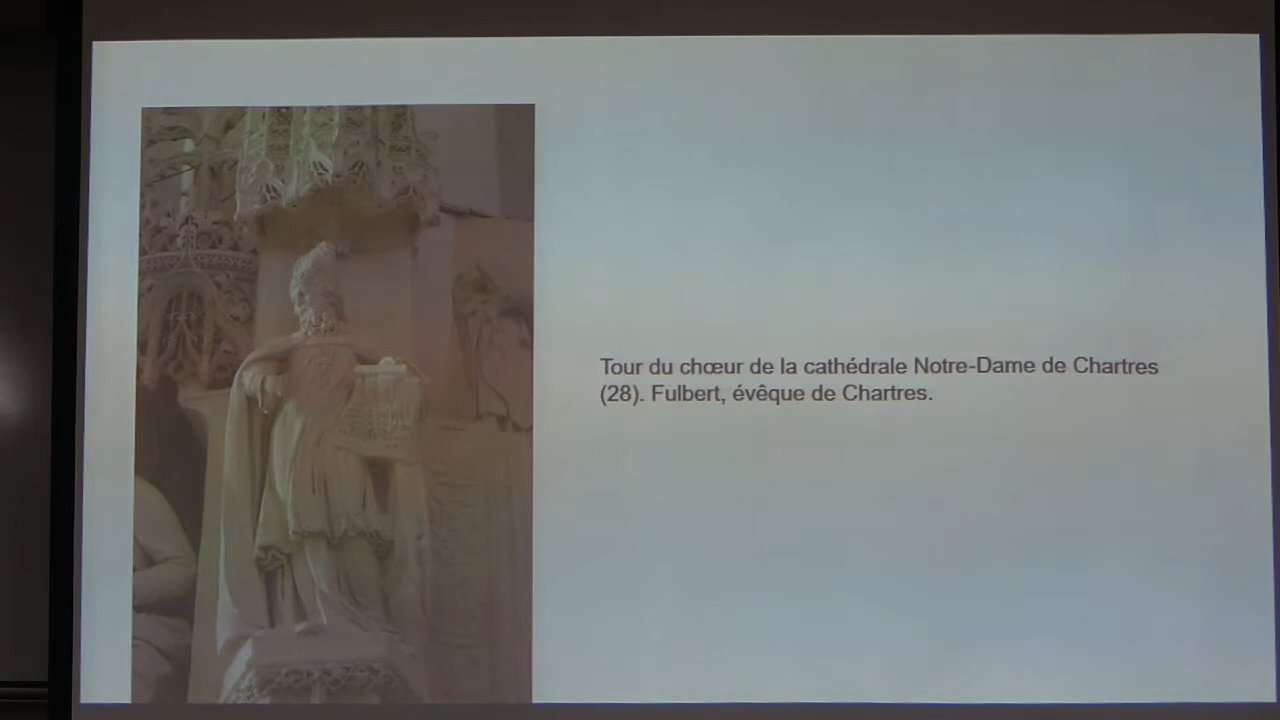 Tour du chœur de la cathédrale Notre-Dame de Chartres
(28). Fulbert, évêque de Chartres.